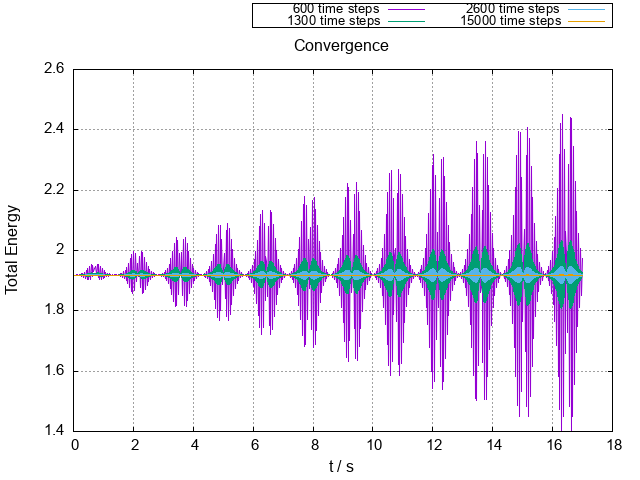 600 time steps 2600 time steps
1300 time steps 15000 time steps
Convergence
2.6
2.4
2.2
2
1.8
1.6
1.4
Total Energy
0 2 4 6 8 10 12 14 16 18
t / s